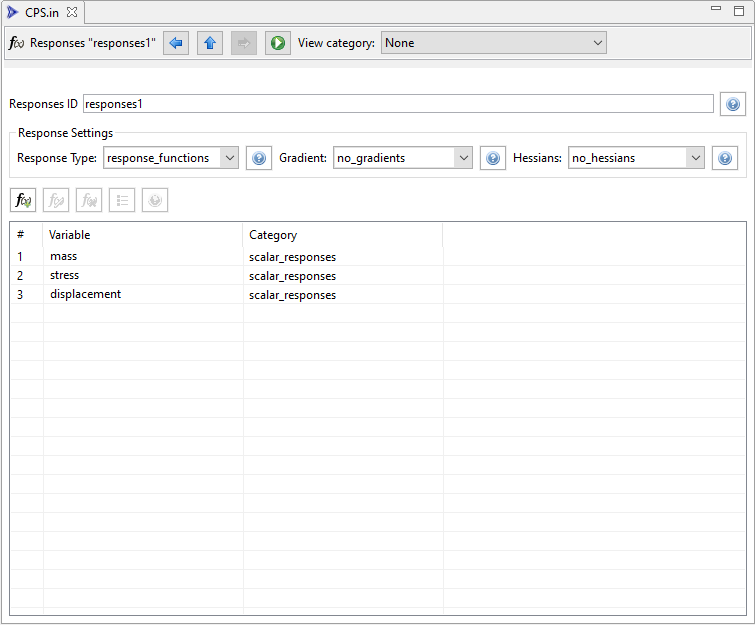 CPS.in
f(x) Responses "responses1" View category: None
Responses ID responses1
Response Settings
Response Type: response_functions Gradient: no_gradients Hessians: no_hessians
f(x) f(x) f(x)
# Variable Category
1 mass scalar_responses
2 stress scalar_responses
3 displacement scalar_responses